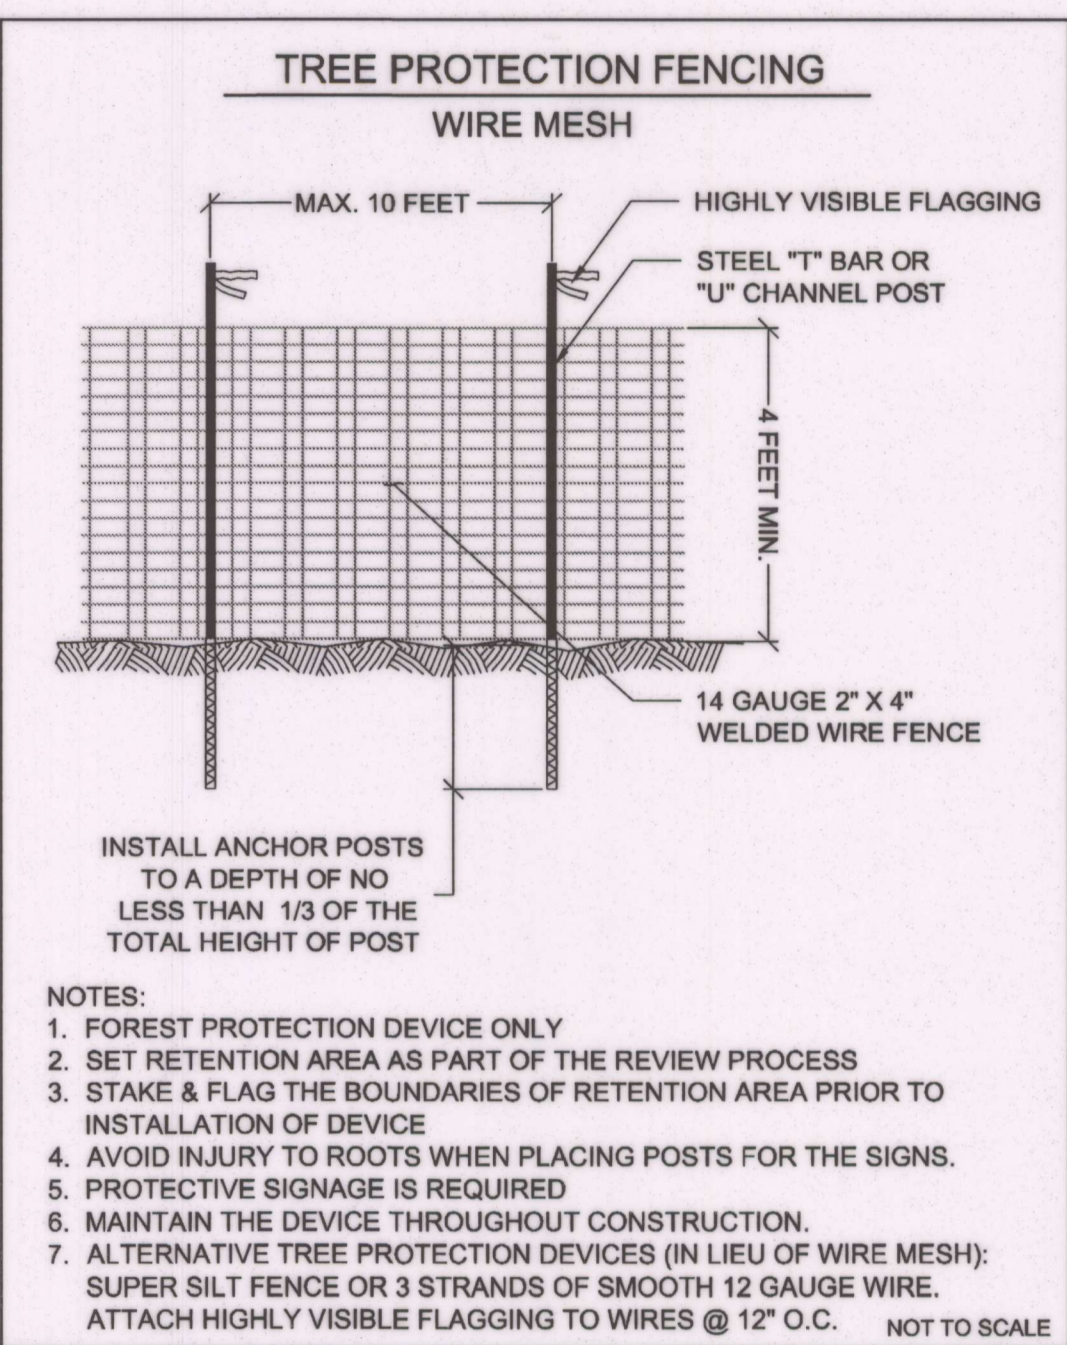 TREE PROTECTION FENCING
WIRE MESH
MAX. 10 FEET
HIGHLY VISIBLE FLAGGING
STEEL "T" BAR OR
"U" CHANNEL POST
4 FEET MIN.
14 GAUGE 2" X 4"
WELDED WIRE FENCE
INSTALL ANCHOR POSTS
TO A DEPTH OF NO
LESS THAN 1/3 OF THE
TOTAL HEIGHT OF POST
NOTES:
1. FOREST PROTECTION DEVICE ONLY
2. SET RETENTION AREA AS PART OF THE REVIEW PROCESS
3. STAKE & FLAG THE BOUNDARIES OF RETENTION AREA PRIOR TO
INSTALLATION OF DEVICE
4. AVOID INJURY TO ROOTS WHEN PLACING POSTS FOR THE SIGNS.
5. PROTECTIVE SIGNAGE IS REQUIRED
6. MAINTAIN THE DEVICE THROUGHOUT CONSTRUCTION.
7. ALTERNATIVE TREE PROTECTION DEVICES (IN LIEU OF WIRE MESH):
SUPER SILT FENCE OR 3 STRANDS OF SMOOTH 12 GAUGE WIRE.
ATTACH HIGHLY VISIBLE FLAGGING TO WIRES @ 12" O.C.
NOT TO SCALE